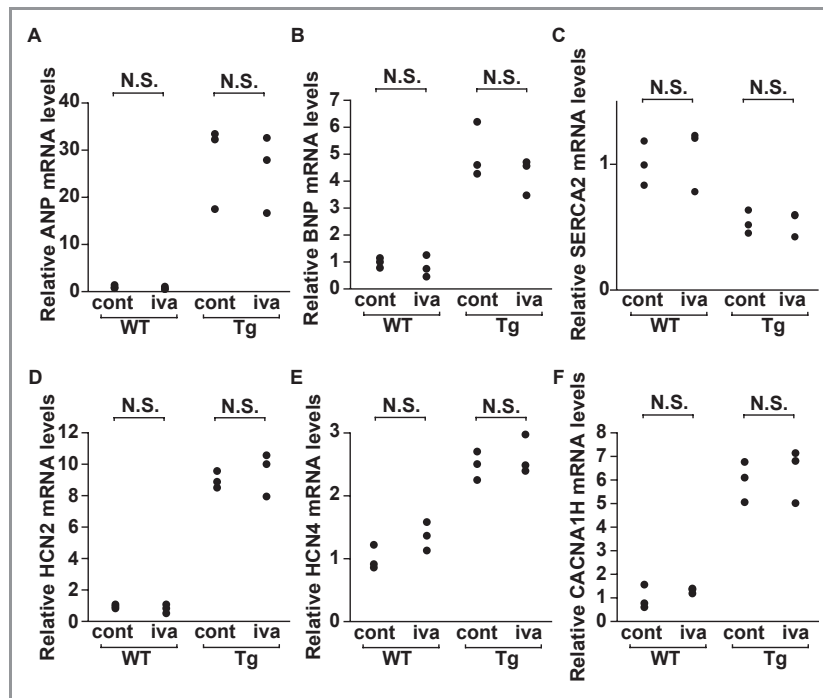 A
N.S.
N.S.
Relative ANP mRNA levels
40
30
20
10
0
cont
iva
cont
iva
WT
Tg
B
N.S.
N.S.
Relative BNP mRNA levels
7
6
5
4
3
2
1
0
cont
iva
cont
iva
WT
Tg
C
N.S.
N.S.
Relative SERCA2 mRNA levels
1
0
cont
iva
cont
iva
WT
Tg
D
N.S.
N.S.
Relative HCN2 mRNA levels
12
10
8
6
4
2
0
cont
iva
cont
iva
WT
Tg
E
N.S.
N.S.
Relative HCN4 mRNA levels
3
2
1
0
cont
iva
cont
iva
WT
Tg
F
N.S.
N.S.
Relative CACNA1H mRNA levels
8
7
6
5
4
3
2
1
0
cont
iva
cont
iva
WT
Tg